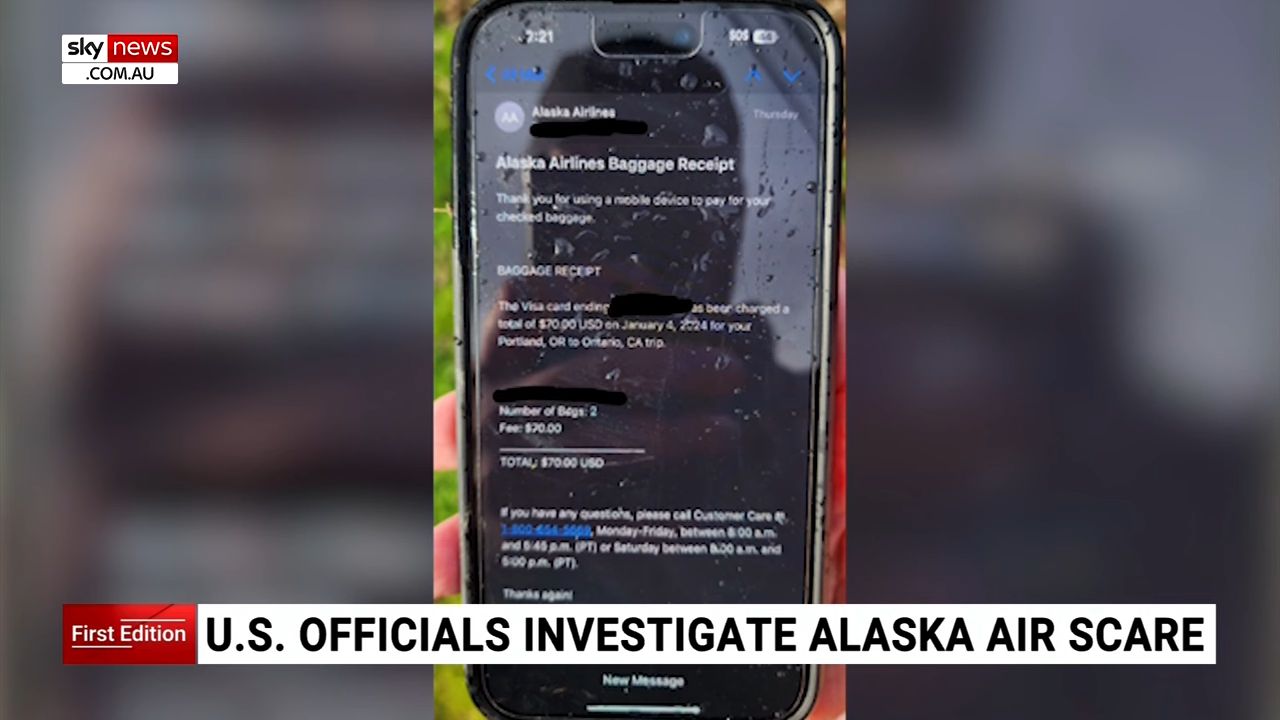 sky news
.COM.AU
2:21
SOS 48
AA
Alaska Airlines
Thursday
Alaska Airlines Baggage Receipt
Thank you for using a mobile device to pay for your
checked baggage.
BAGGAGE RECEIPT
The Visa card ending has been charged a
total of $70.00 USD on January 4, 2024 for your
Portland, OR to Ontario, CA trip.
Number of Bags: 2
Fee: $70.00
TOTAL: $70.00 USD
If you have any questions, please call Customer Care at
Monday-Friday, between 8:00 a.m.
and 5:45 p.m. (PT) or Saturday between 8:00 a.m. and
5:00 p.m. (PT).
Thanks again!
First Edition
U.S. OFFICIALS INVESTIGATE ALASKA AIR SCARE
New Message